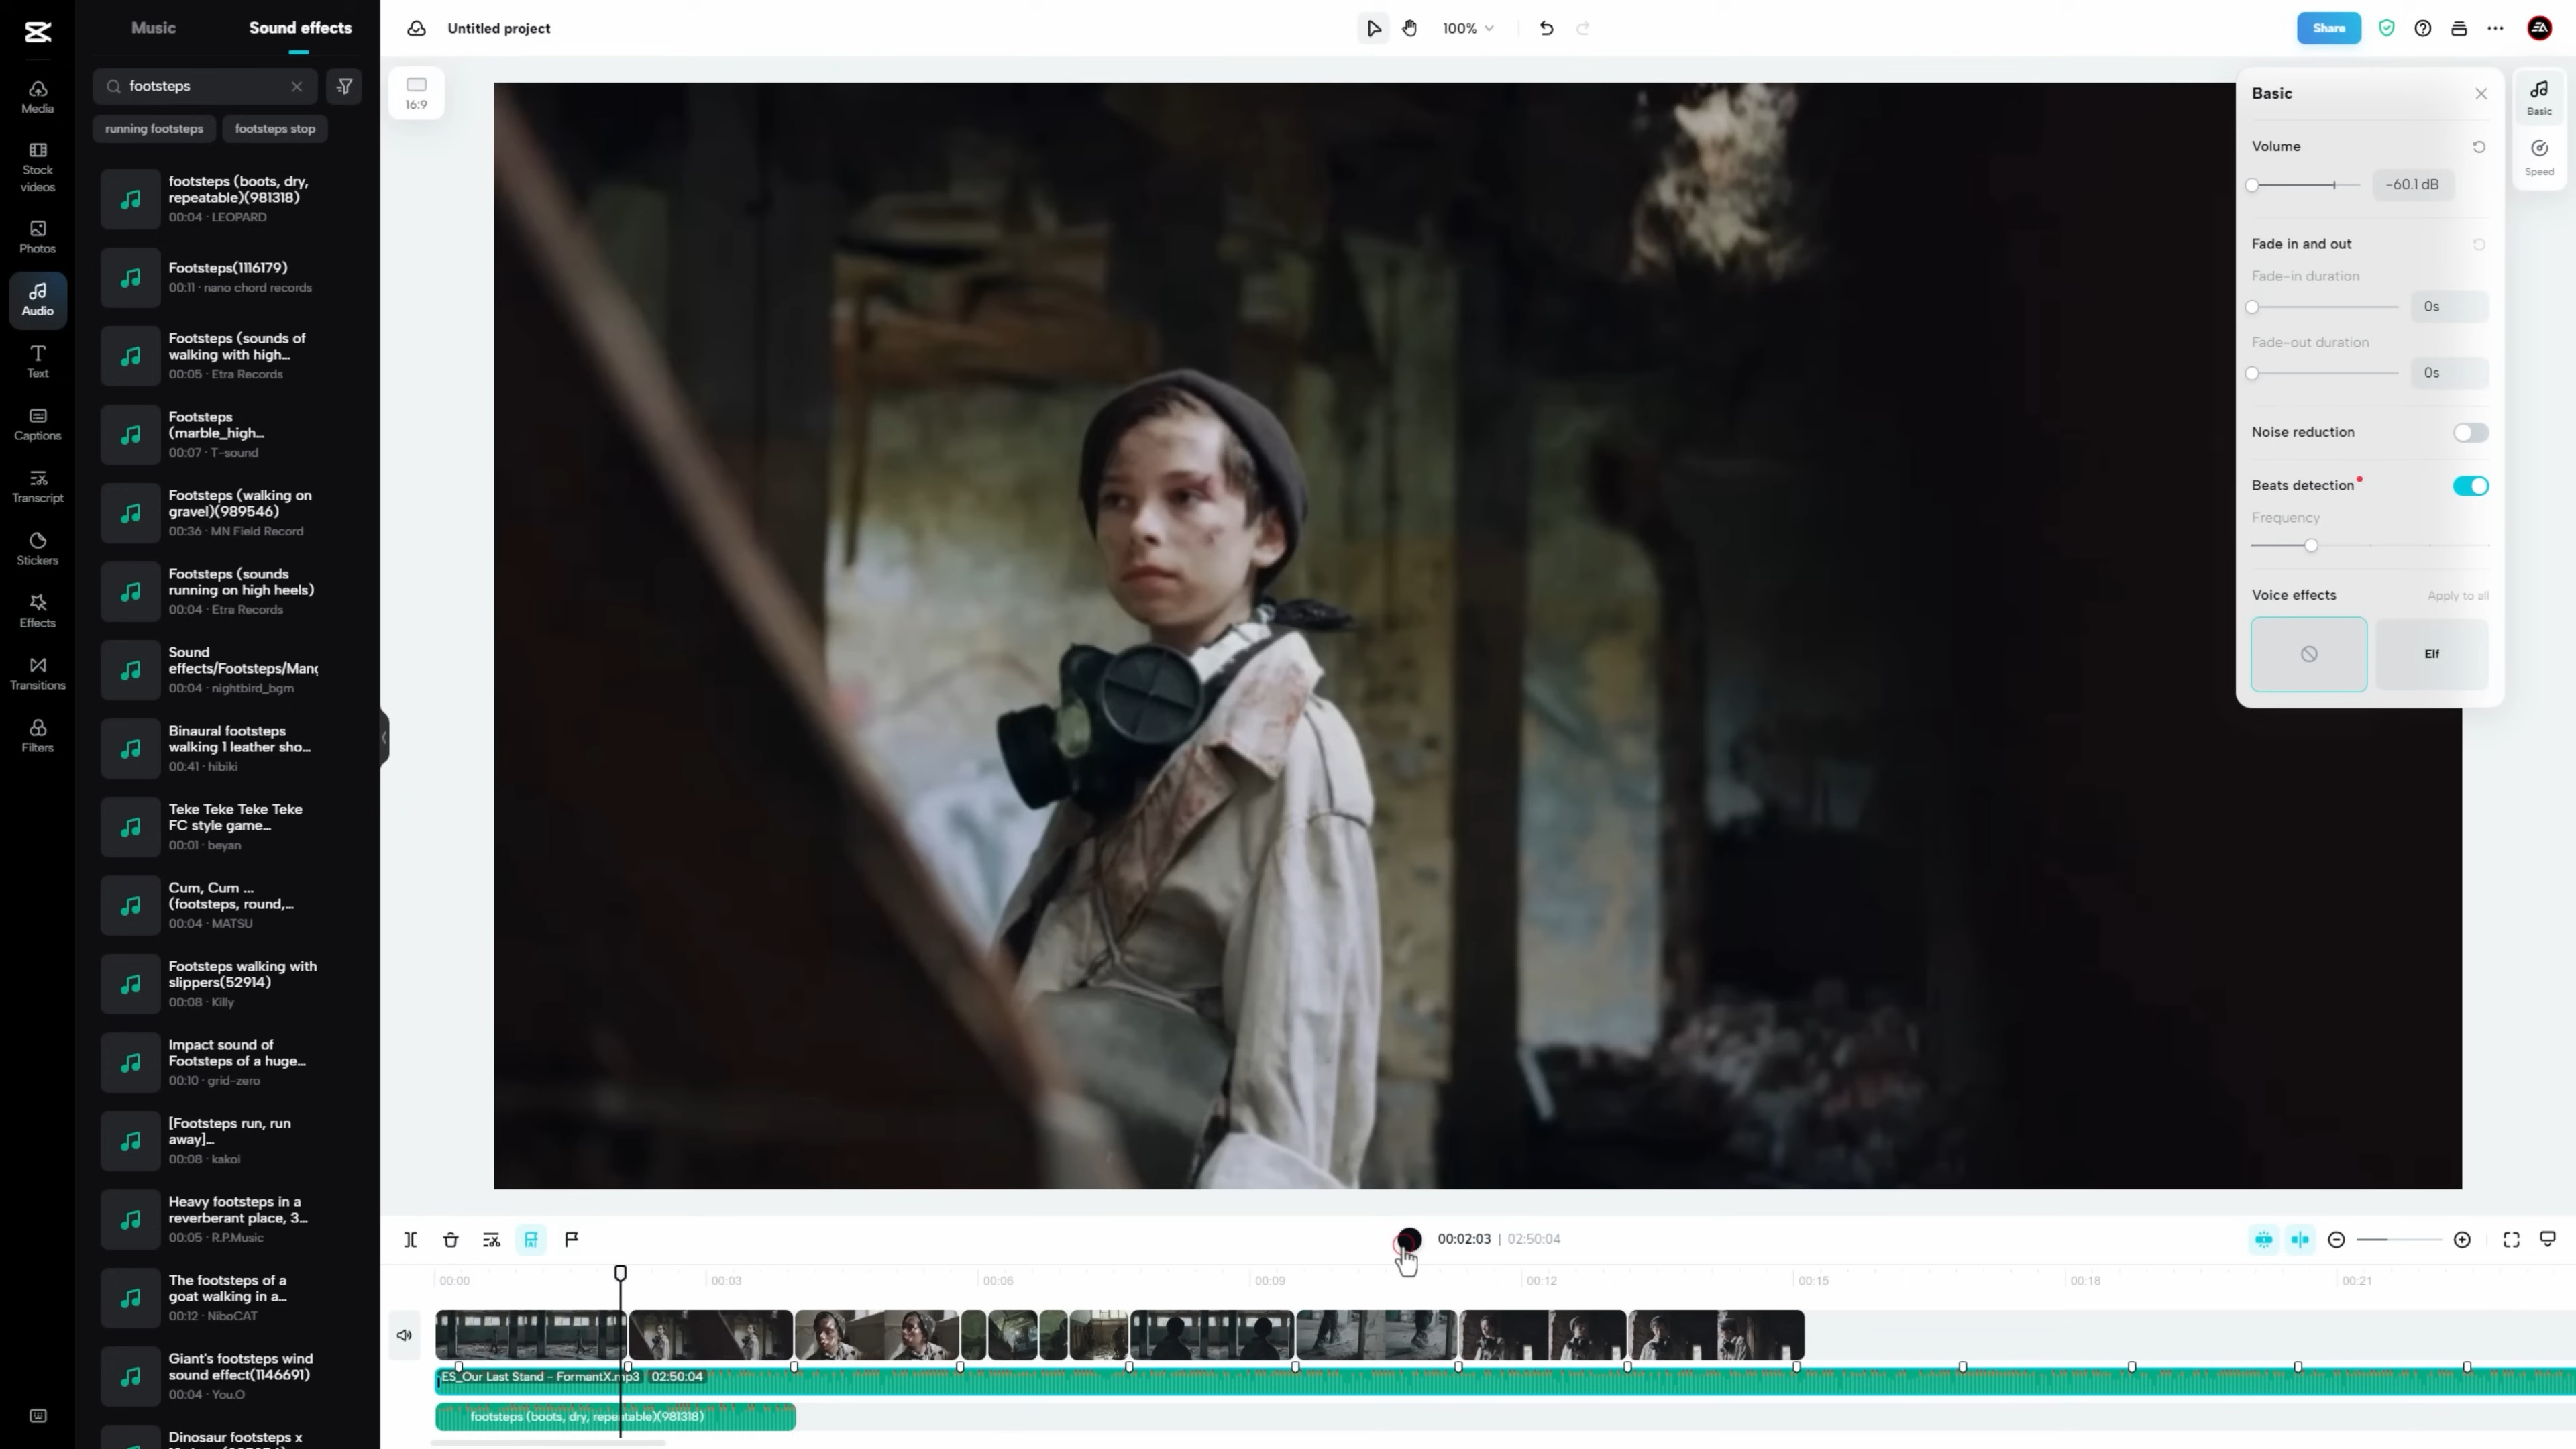 Music
Sound effects
Untitled project
100%
Share
Media
Stock
videos
Photos
Audio
Text
Captions
Transcript
Stickers
Effects
Transitions
Filters
footsteps
running footsteps
footsteps stop
footsteps (boots, dry,
repeatable)(981318)
00:04 · LEOPARD
Footsteps(1116179)
00:11 · nano chord records
Footsteps (sounds of
walking with high...
00:05 · Etra Records
Footsteps
(marble_high...
00:07 · T-sound
Footsteps (walking on
gravel)(989546)
00:36 · MN Field Record
Footsteps (sounds
running on high heels)
00:04 · Etra Records
Sound
effects/Footsteps/Mang
00:04 · nightbird_bgm
Binaural footsteps
walking 1 leather sho...
00:41 · hibiki
Teke Teke Teke Teke
FC style game...
00:01 · beyan
Cum, Cum ...
(footsteps, round,...
00:04 · MATSU
Footsteps walking with
slippers(52914)
00:08 · Killy
Impact sound of
Footsteps of a huge...
00:10 · grid-zero
[Footsteps run, run
away]...
00:08 · kakoi
Heavy footsteps in a
reverberant place, 3...
00:05 · R.P.Music
The footsteps of a
goat walking in a...
00:12 · NiboCAT
Giant's footsteps wind
sound effect(1146691)
00:04 · You.O
Dinosaur footsteps x
16:9
Basic
Volume
-60.1 dB
Fade in and out
Fade-in duration
0s
Fade-out duration
0s
Noise reduction
Beats detection
Frequency
Voice effects
Apply to all
Elf
Basic
Speed
00:02:03 | 02:50:04
00:00
00:03
00:06
00:09
00:12
00:15
00:18
00:21
ES_Our Last Stand - FormantX.mp3 02:50:04
footsteps (boots, dry, repeatable)(981318)